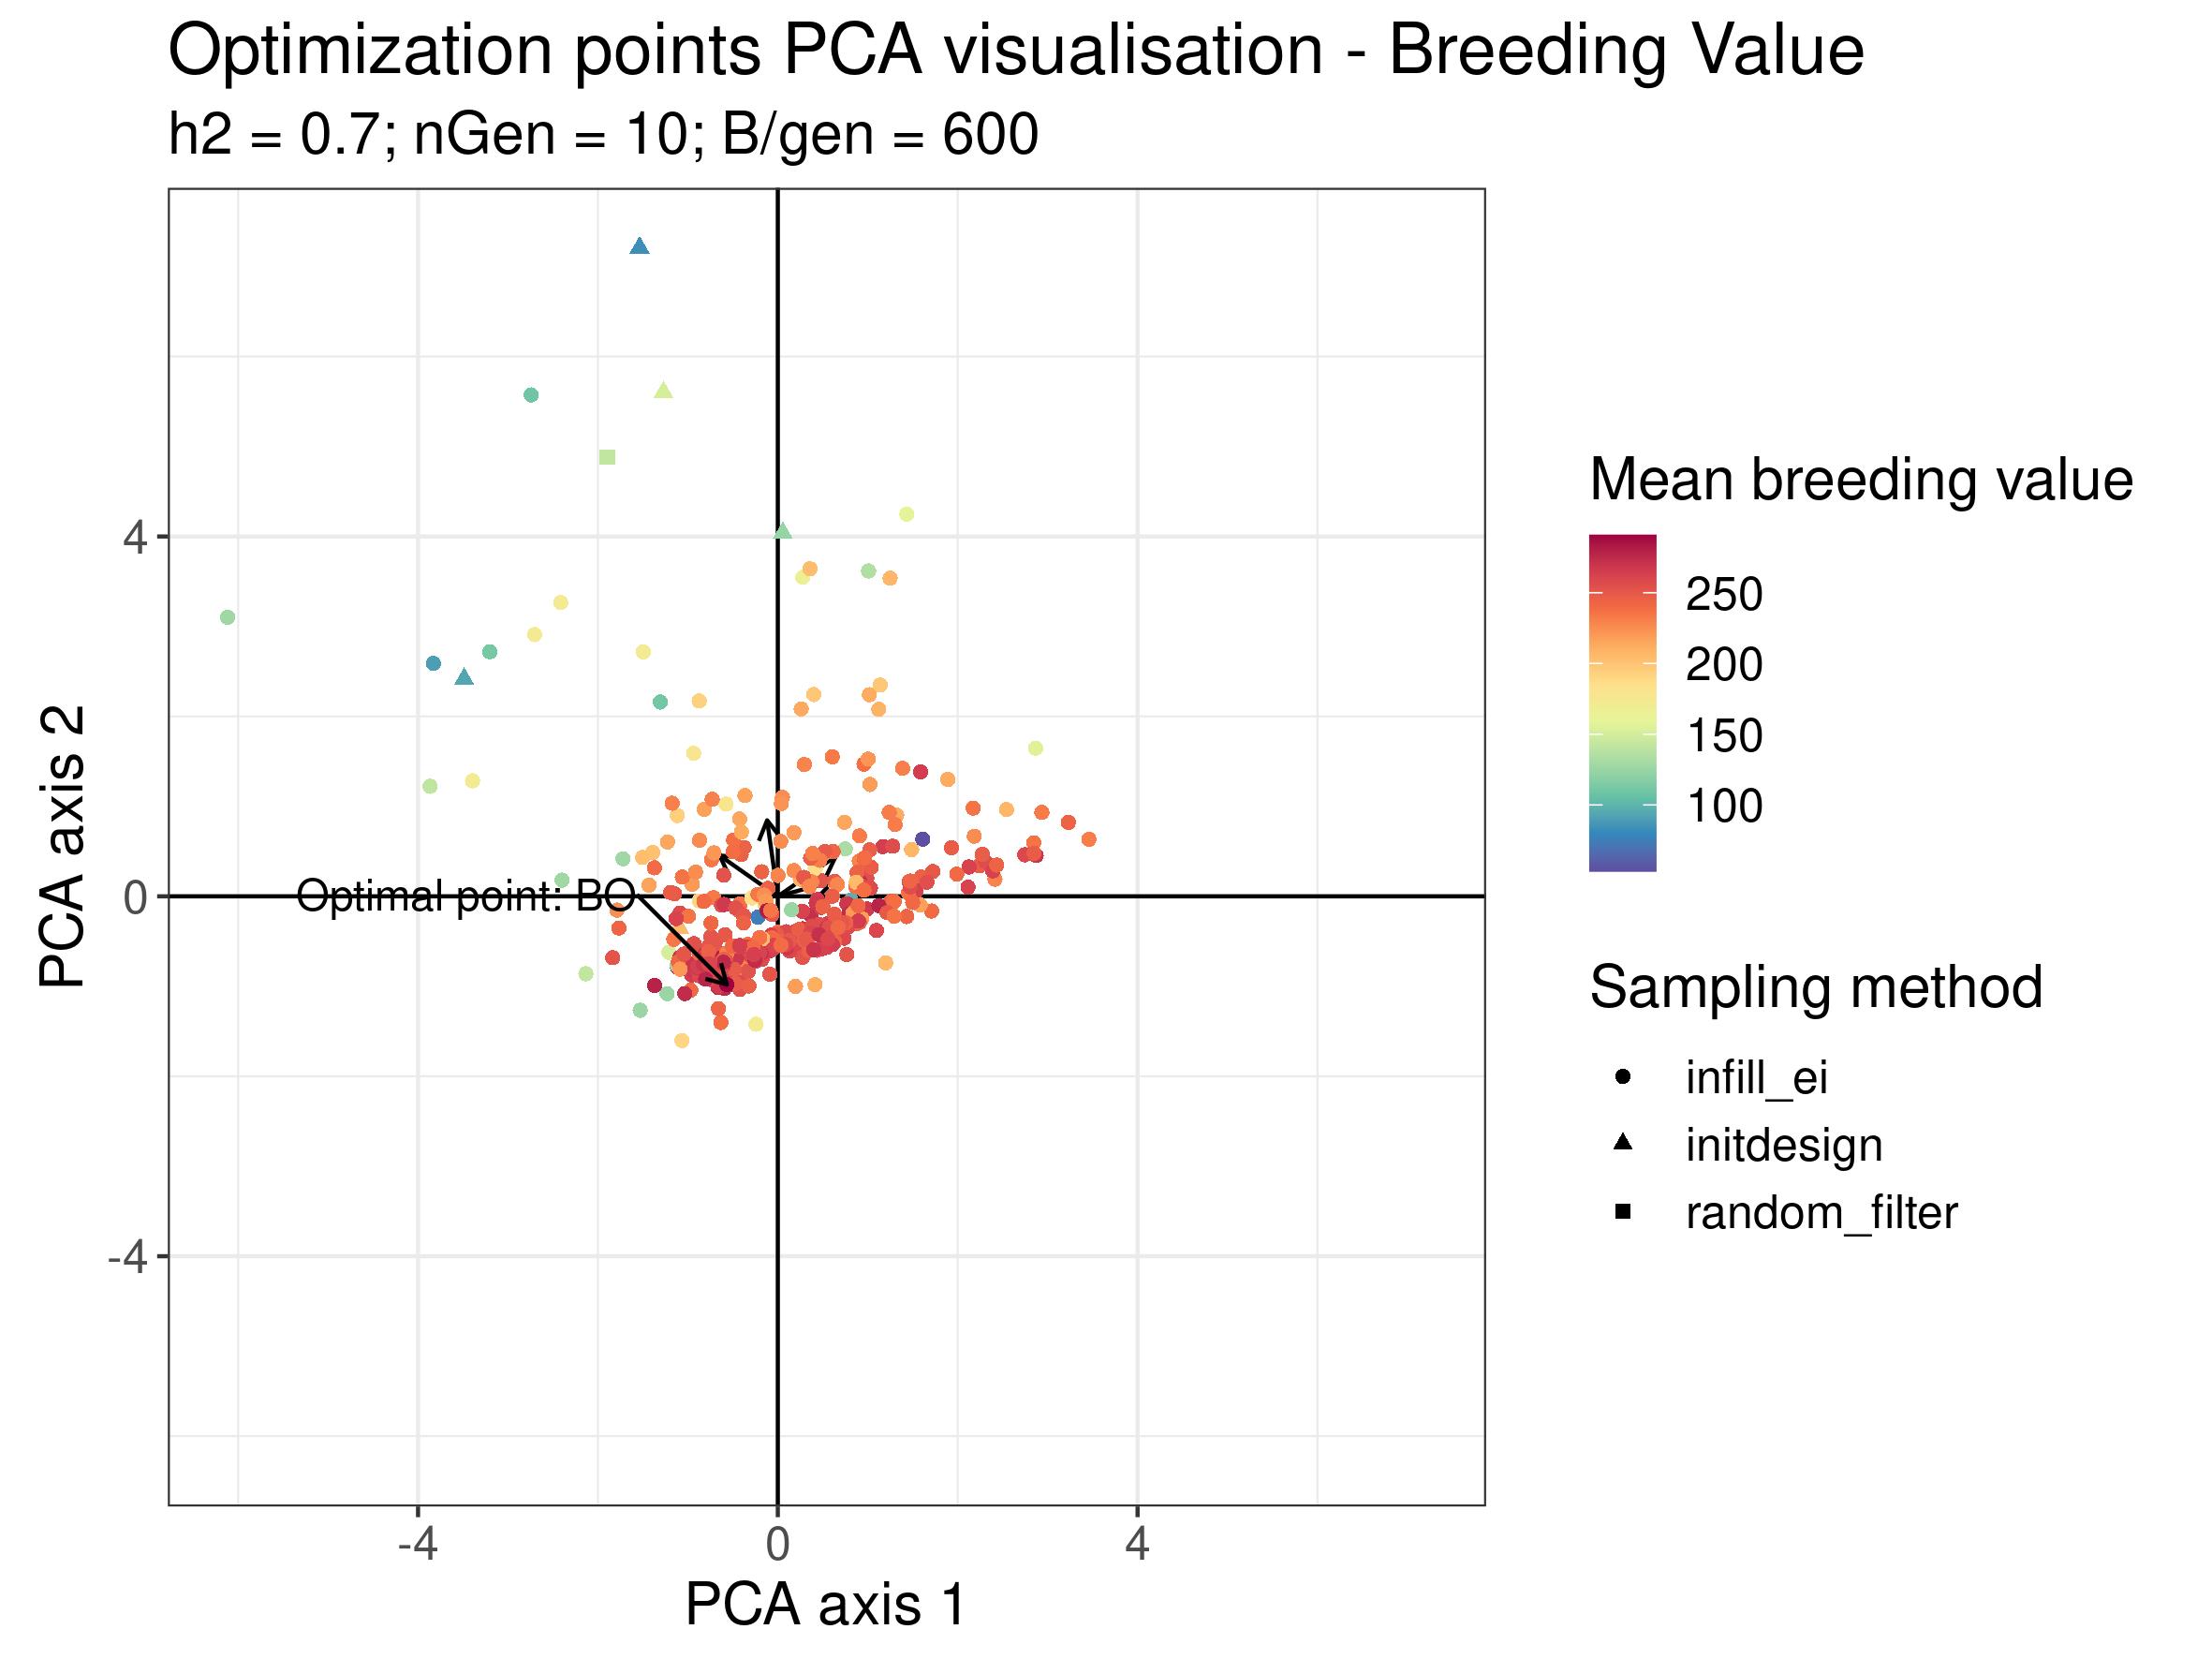 Optimization points PCA visualisation - Breeding Value
h2 = 0.7; nGen = 10; B/gen = 600
PCA axis 2
4
0
-4
Optimal point: BO
-4
0
4
PCA axis 1
Mean breeding value
250
200
150
100
Sampling method
infill_ei
initdesign
random_filter